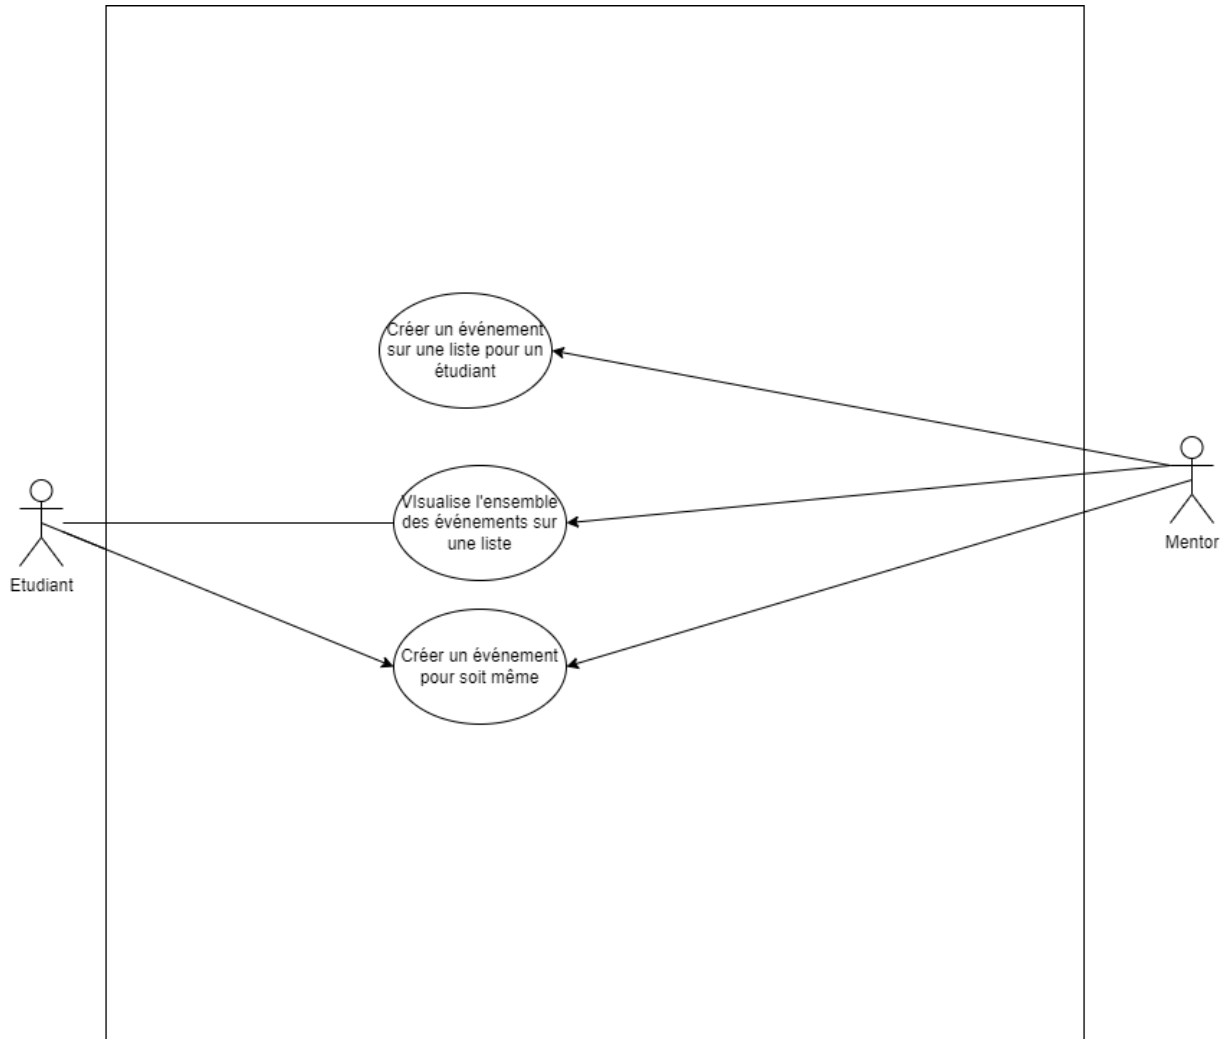 Créer un événement
sur une liste pour un
étudiant
VIsualise l'ensemble
des événements sur
une liste
Mentor
Etudiant
Créer un événement
pour soit même